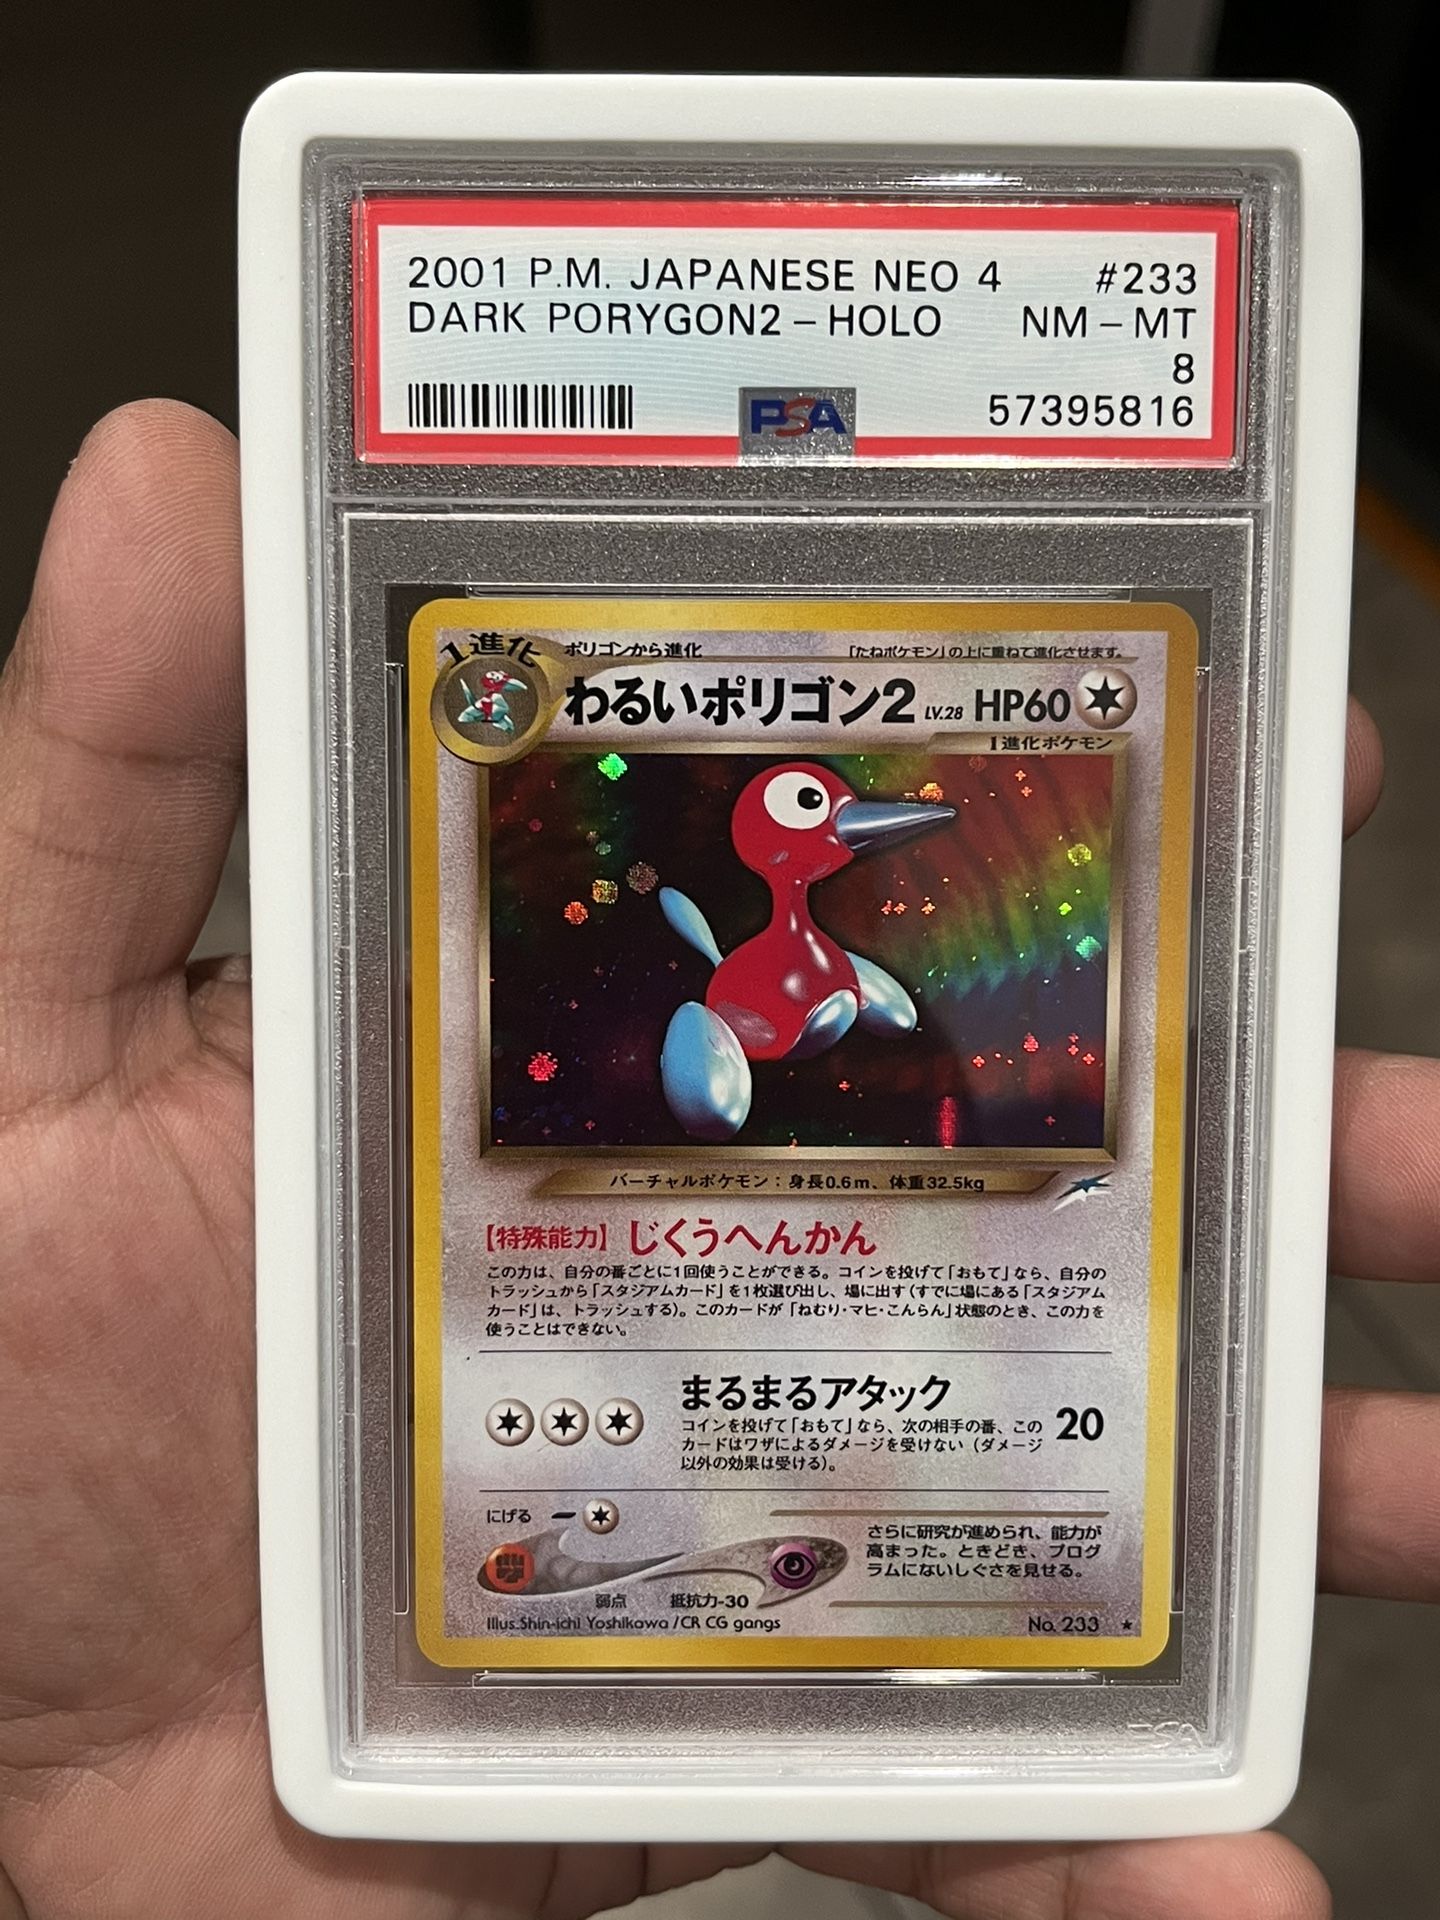 2001 P.M. JAPANESE NEO 4 #233
DARK PORYGON2 - HOLO NM - MT
8
PSA 57395816
1進化 ポリゴンから進化 「たねポケモン」の上に重ねて進化させます。
わるいポリゴン2 LV.28 HP60
1進化ポケモン
バーチャルポケモン：身長0.6m、体重32.5kg
【特殊能力】じくうへんかん
この力は、自分の番ごとに1回使うことができる。コインを投げて「おもて」なら、自分の
トラッシュから「スタジアムカード」を1枚選び出し、場に出す（すでに場にある「スタジアム
カード」は、トラッシュする）。このカードが「ねむり・マヒ・こんらん」状態のとき、この力を
使うことはできない。
まるまるアタック
コインを投げて「おもて」なら、次の相手の番、この
カードはワザによるダメージを受けない（ダメージ
以外の効果は受ける）。
20
にげる
弱点 抵抗力-30
さらに研究が進められ、能力が
高まった。ときどき、プログ
ラムにないしぐさを見せる。
Illus.Shin-ichi Yoshikawa /CR CG gangs No. 233 ★
PSA